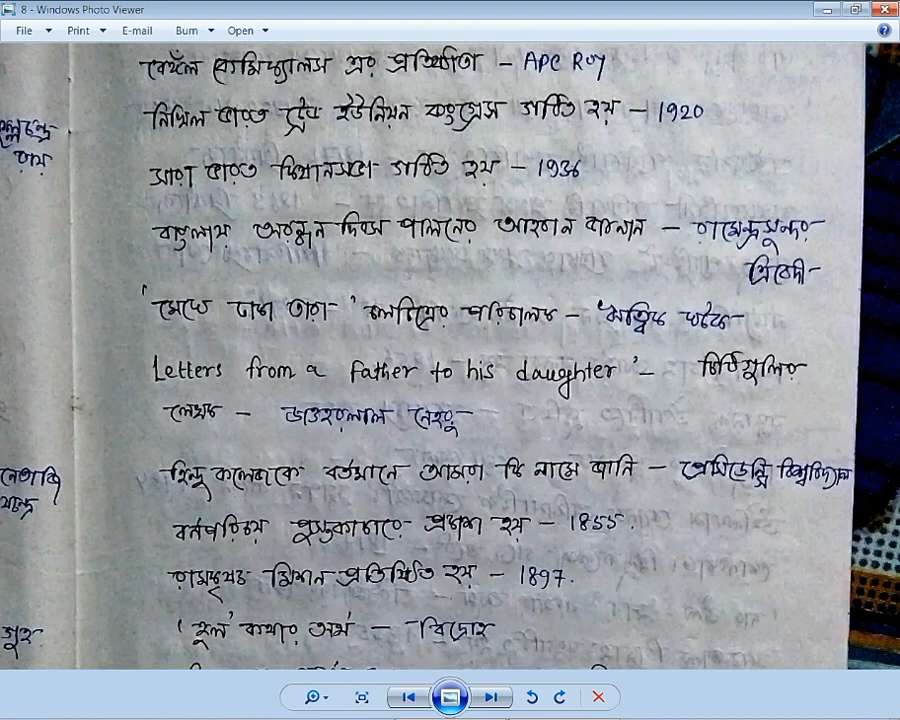 8 - Windows Photo Viewer
File Print E-mail Burn Open
বেঙ্গল কেমিক্যালস এর প্রতিষ্ঠাতা - APC Roy
নিখিল ভারত ট্রেড ইউনিয়ন কংগ্রেস গঠিত হয় - 1920
সারা ভারত কিষানসভা গঠিত হয় - 1936
বাংলায় অরন্ধন দিবস পালনের আহবান জানান - রামেন্দ্রসুন্দর
ত্রিবেদী
'মেঘে ঢাকা তারা' চলচিত্রের পরিচালক - ঋত্বিক ঘটক
Letters from a father to his daughter' - চিঠিগুলির
লেখক - জওহরলাল নেহরু
হিন্দু কলেজকে বর্তমানে আমরা কি নামে জানি - প্রেসিডেন্সি বিশ্ববিদ্যালয়
বর্ণপরিচয় পুস্তকাকারে প্রকাশ হয় - 1855.
রামকৃষ্ণ মিশন প্রতিষ্ঠিত হয় - 1897.
'হুল' কথার অর্থ - বিদ্রোহ
চন্দ্র
রায়
নেতাজি
গুহ